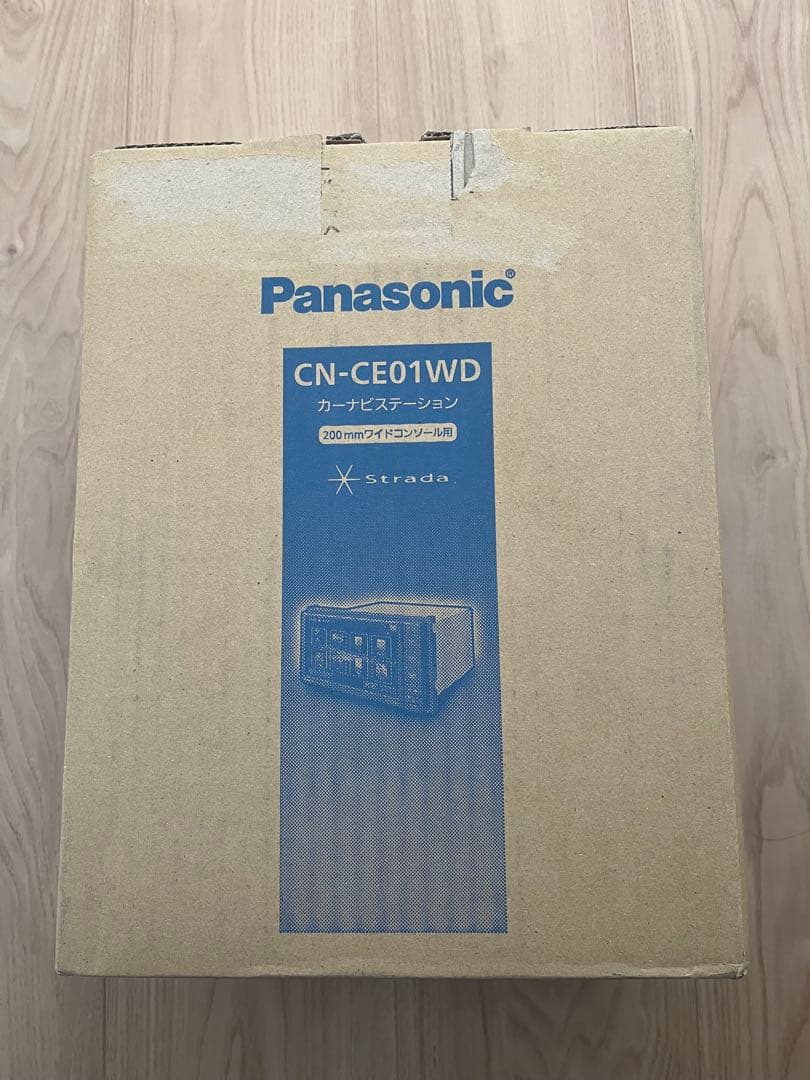 Panasonic®
CN-CE01WD
カーナビステーション
200mmワイドコンソール用
Strada